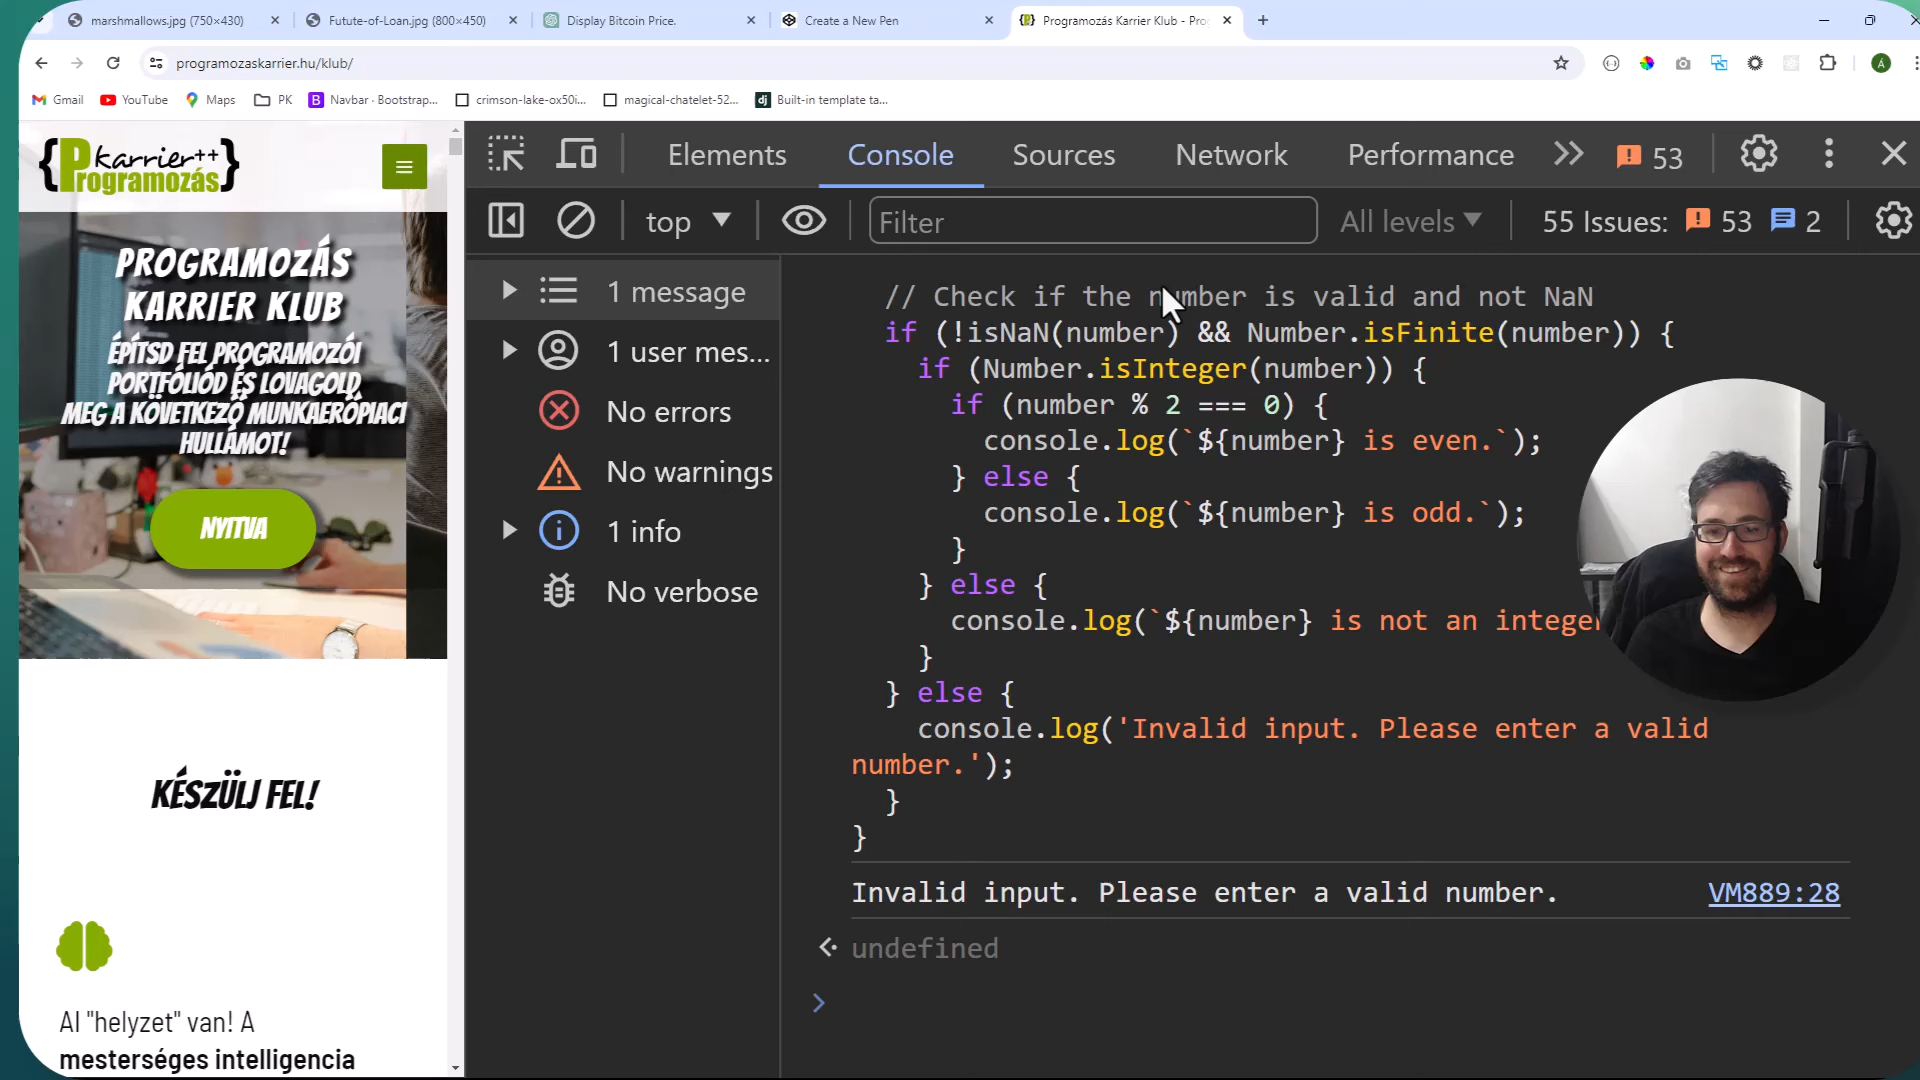 marshmallows.jpg (750×430)
Futute-of-Loan.jpg (800×450)
Display Bitcoin Price.
Create a New Pen
Programozás Karrier Klub - Pro
programozaskarrier.hu/klub/
Á
Gmail
YouTube
Maps
PK
B Navbar · Bootstrap...
crimson-lake-ox50i...
magical-chatelet-52...
dj Built-in template ta...
{Programozás karrier++}
PROGRAMOZÁS
KARRIER KLUB
ÉPÍTSD FEL PROGRAMOZÓI
PORTFÓLIÓD ÉS LOVAGOLD
MEG A KÖVETKEZŐ MUNKAERŐPIACI
HULLÁMOT!
NYITVA
KÉSZÜLJ FEL!
AI "helyzet" van! A
mesterséges intelligencia
Elements
Console
Sources
Network
Performance
53
top
Filter
All levels
55 Issues: 53 2
1 message
1 user mes...
No errors
No warnings
1 info
No verbose
// Check if the number is valid and not NaN
if (!isNaN(number) && Number.isFinite(number)) {
if (Number.isInteger(number)) {
if (number % 2 === 0) {
console.log(`${number} is even.`);
} else {
console.log(`${number} is odd.`);
}
} else {
console.log(`${number} is not an integer
}
} else {
console.log('Invalid input. Please enter a valid
number.');
}
}
Invalid input. Please enter a valid number.
VM889:28
undefined